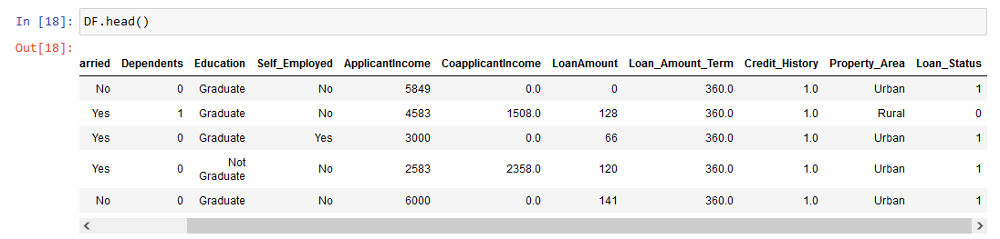 In [18]: DF.head()
Out[18]:
arried Dependents Education Self_Employed ApplicantIncome CoapplicantIncome LoanAmount Loan_Amount_Term Credit_History Property_Area Loan_Status
No 0 Graduate No 5849 0.0 0 360.0 1.0 Urban 1
Yes 1 Graduate No 4583 1508.0 128 360.0 1.0 Rural 0
Yes 0 Graduate Yes 3000 0.0 66 360.0 1.0 Urban 1
Yes 0 Not Graduate No 2583 2358.0 120 360.0 1.0 Urban 1
No 0 Graduate No 6000 0.0 141 360.0 1.0 Urban 1